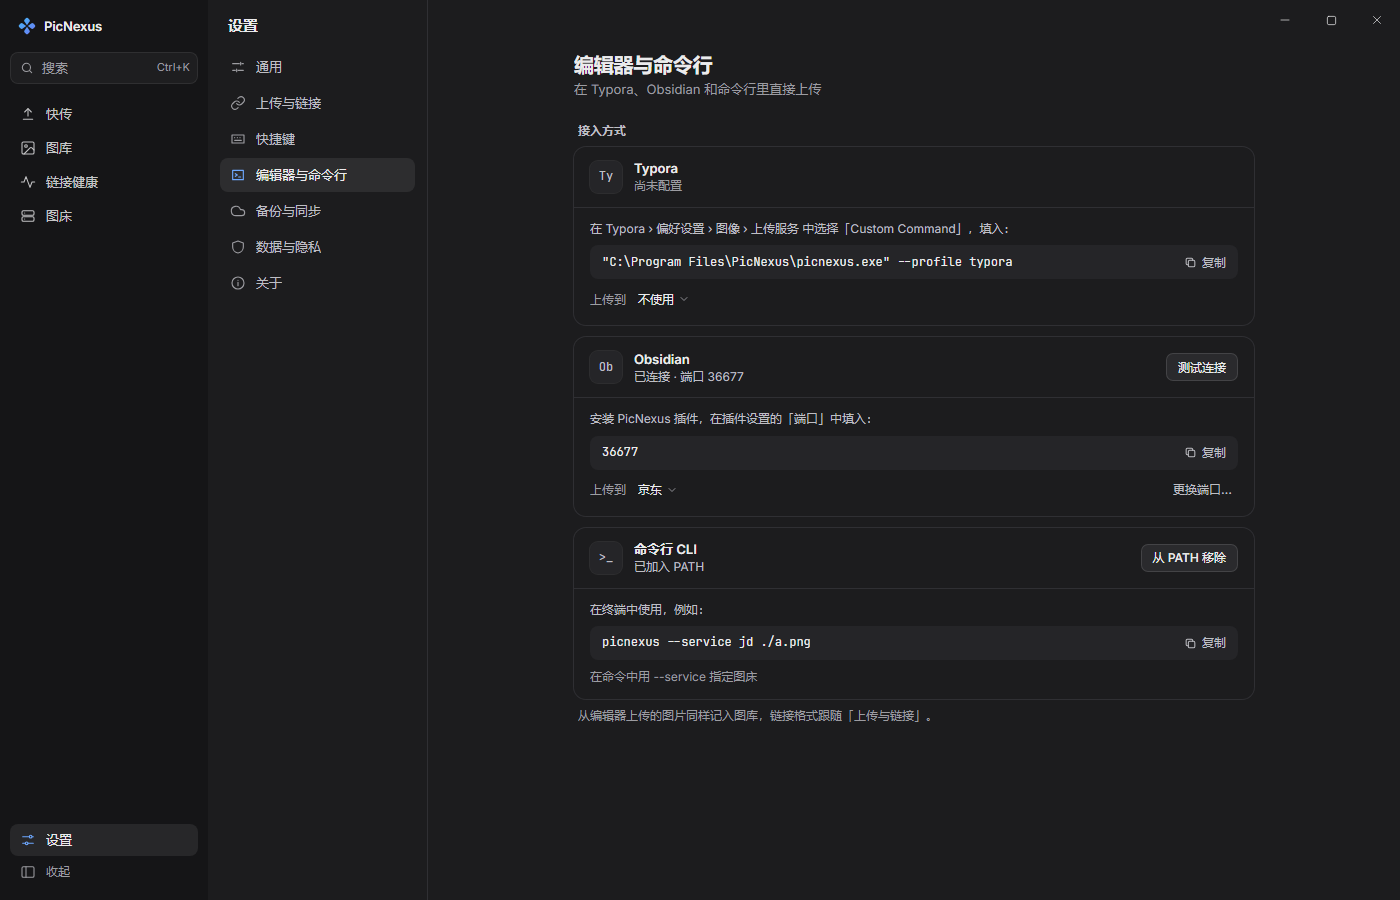 PicNexus
搜索 Ctrl+K
快传
图库
链接健康
图床
设置
收起
设置
通用
上传与链接
快捷键
编辑器与命令行
备份与同步
数据与隐私
关于
编辑器与命令行
在 Typora、Obsidian 和命令行里直接上传
接入方式
Ty
Typora
尚未配置
在 Typora › 偏好设置 › 图像 › 上传服务 中选择「Custom Command」，填入：
"C:\Program Files\PicNexus\picnexus.exe" --profile typora
复制
上传到 不使用
Ob
Obsidian
已连接 · 端口 36677
测试连接
安装 PicNexus 插件，在插件设置的「端口」中填入：
36677
复制
上传到 京东
更换端口...
>_
命令行 CLI
已加入 PATH
从 PATH 移除
在终端中使用，例如：
picnexus --service jd ./a.png
复制
在命令中用 --service 指定图床
从编辑器上传的图片同样记入图库，链接格式跟随「上传与链接」。